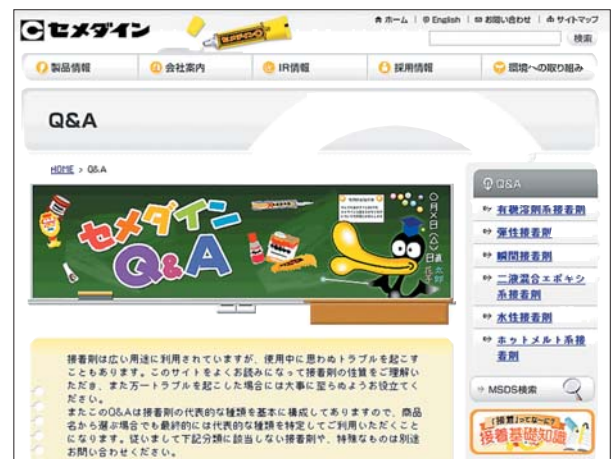 セメダイン
ホーム | English | お問い合わせ | サイトマップ
検索
製品情報
会社案内
IR情報
採用情報
環境への取り組み
Q&A
HOME > Q&A
セメダイン
Q&A
〇月×日(△)
日直
Q&A
有機溶剤系接着剤
弾性接着剤
瞬間接着剤
二液混合エポキシ
系接着剤
水性接着剤
ホットメルト系接
着剤
MSDS検索
「接着」ってなーに?
接着基礎知識
接着剤は広い用途に利用されていますが、使用中に思わぬトラブルを起こす
こともあります。このサイトをよくお読みになって接着剤の性質をご理解い
ただき、また万一トラブルを起こした場合には大事に至らぬようお役立てく
ださい。
またこのQ&Aは接着剤の代表的な種類を基本に構成してありますので、商品
名から選ぶ場合でも最終的には代表的な種類を特定してご利用いただくこと
になります。従いまして下記分類に該当しない接着剤や、特殊なものは別途
お問い合わせください。